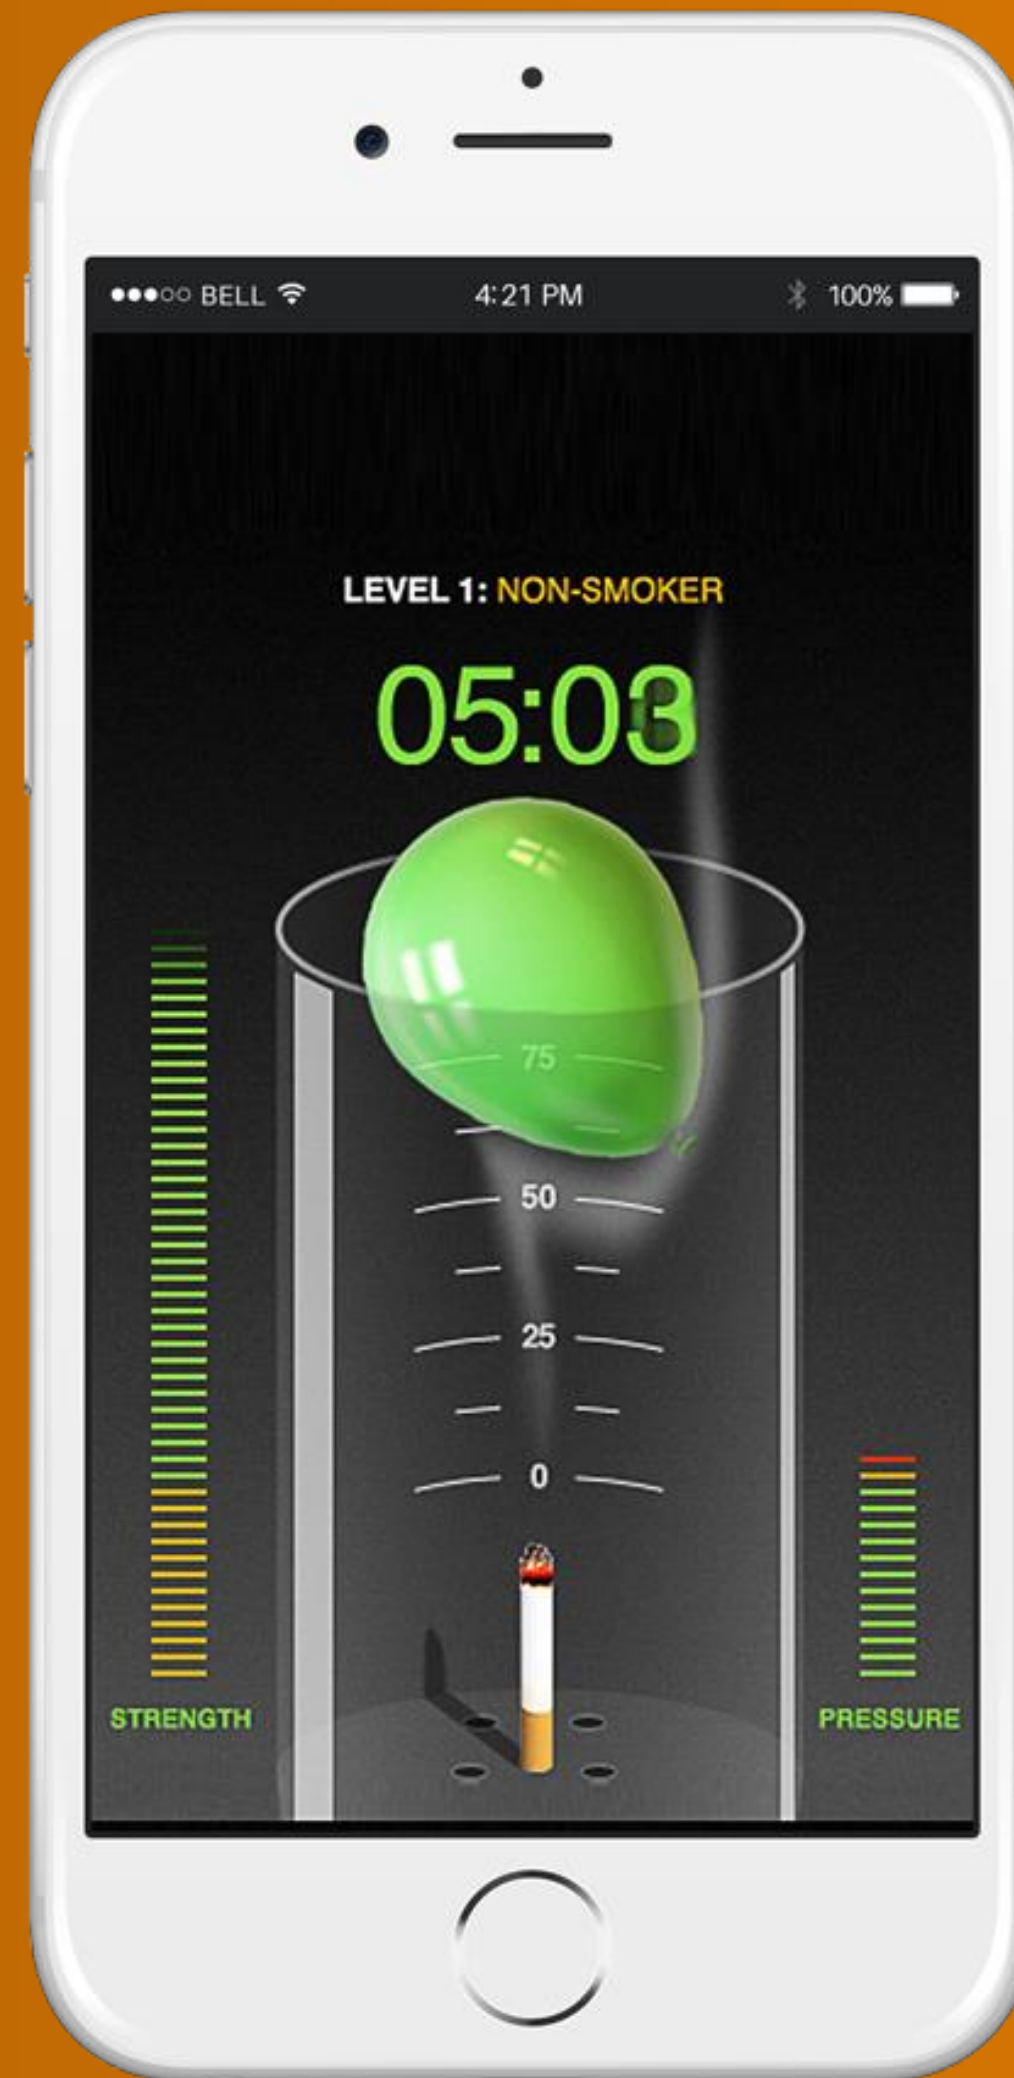 ●●●○○ BELL 4:21 PM 100%
LEVEL 1: NON-SMOKER
05:03
75
50
25
0
STRENGTH PRESSURE